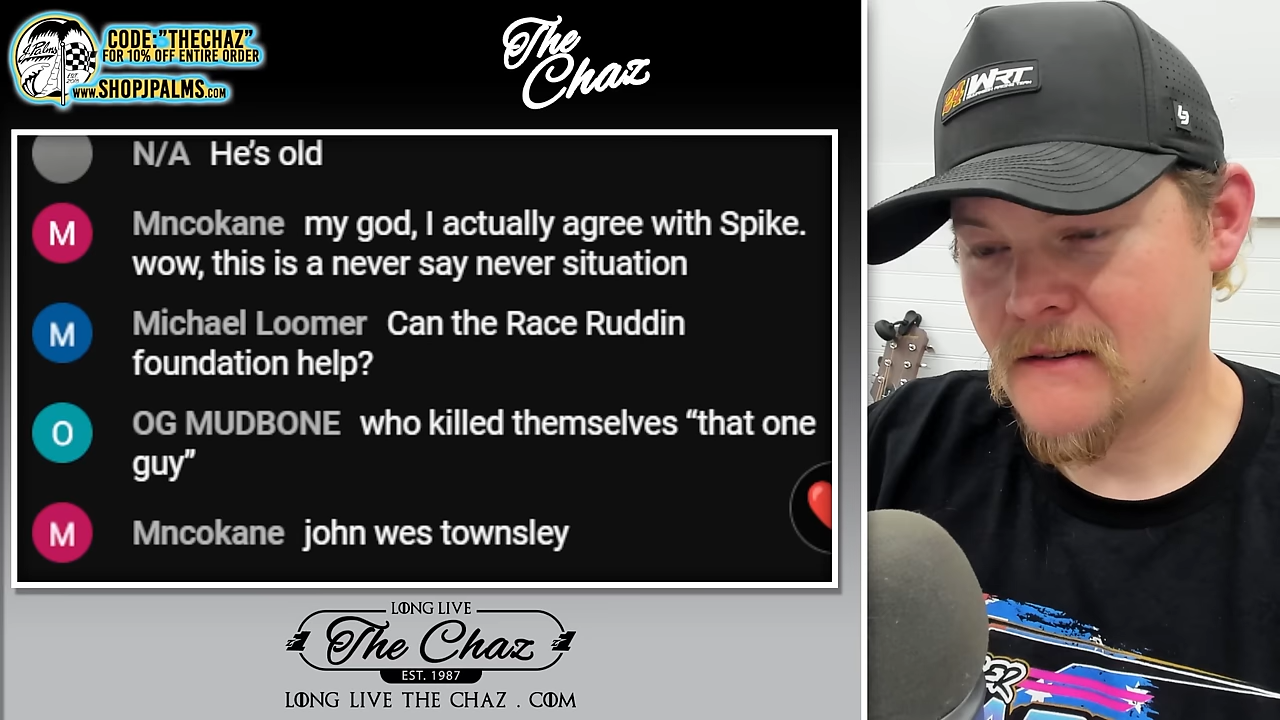 CODE:"THECHAZ"
FOR 10% OFF ENTIRE ORDER
J. Palms
EST.
WWW.SHOPJPALMS.COM
The
Chaz
N/A He's old
Mncokane my god, I actually agree with Spike.
wow, this is a never say never situation
Michael Loomer Can the Race Ruddin
foundation help?
OG MUDBONE who killed themselves “that one
guy”
Mncokane john wes townsley
M
M
O
M
LONG LIVE
The Chaz
EST. 1987
LONG LIVE THE CHAZ . COM
WRT